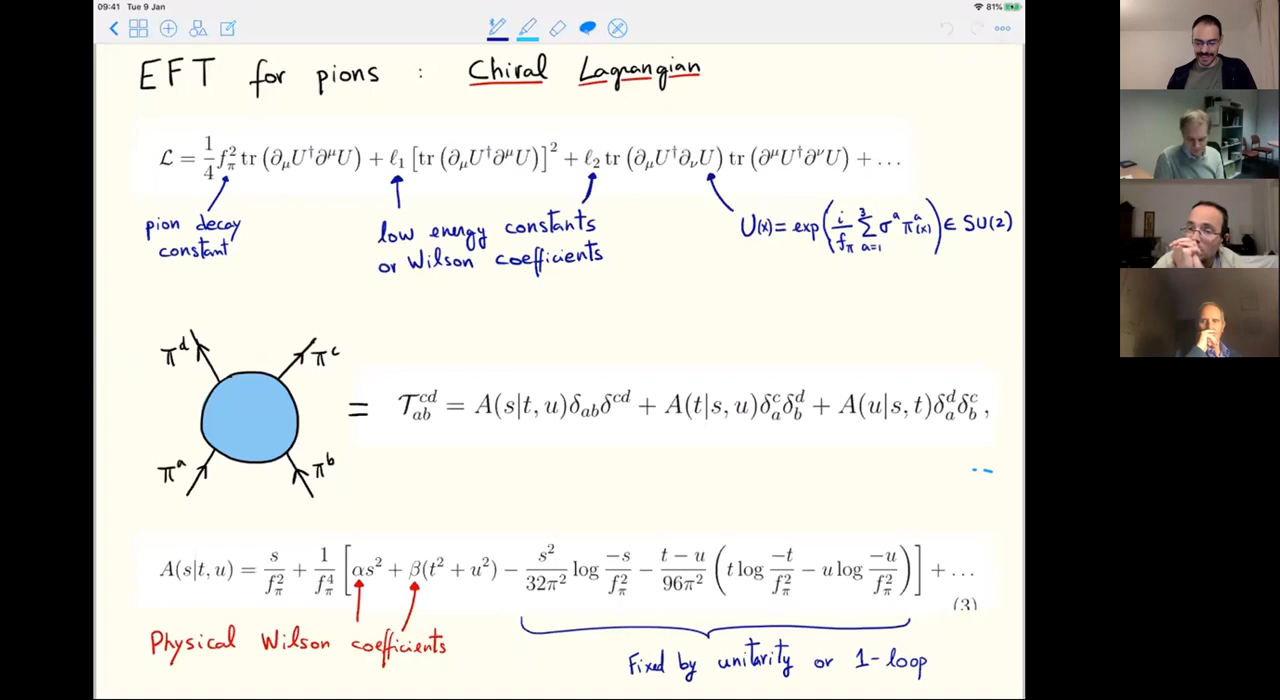 09:41 Tue 9 Jan
81%
EFT for pions : Chiral Lagrangian
ℒ = 1/4 f_π² tr (∂_μU†∂^μU) + ℓ₁ [tr (∂_μU†∂^μU)]² + ℓ₂ tr (∂_μU†∂_νU) tr (∂^μU†∂^νU) + …
pion decay
constant
low energy constants
or Wilson coefficients
U(x) = exp(i/f_π Σ_{a=1}^{3} σ^a π^a(x)) ∈ SU(2)
π^d π^c
= 𝒯_{ab}^{cd} = A(s|t, u)δ_{ab}δ^{cd} + A(t|s, u)δ_a^cδ_b^d + A(u|s, t)δ_a^dδ_b^c ,
π^a π^b
A(s|t, u) = s/f_π² + 1/f_π⁴ [αs² + β(t² + u²) − s²/32π² log −s/f_π² − t − u/96π² (t log −t/f_π² − u log −u/f_π²)] + …
(3)
Physical Wilson coefficients
Fixed by unitarity or 1-loop